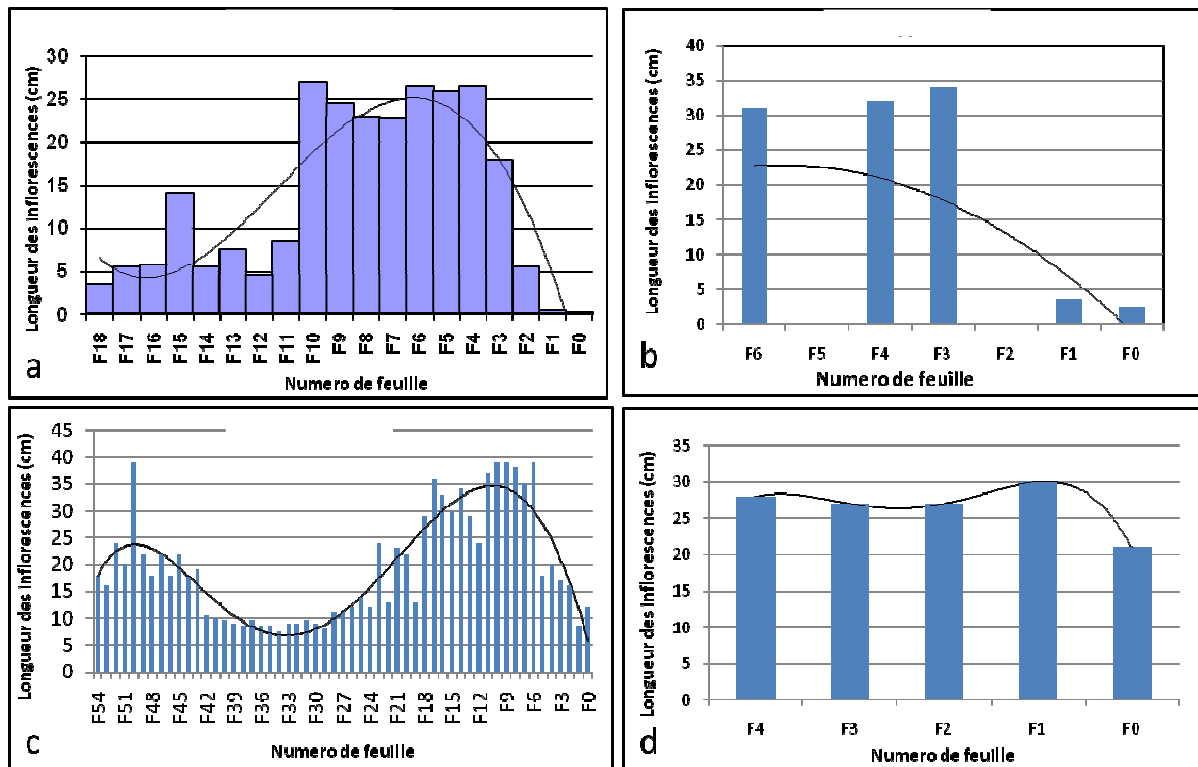 Longueur des inflorescences (cm)
30
25
20
15
10
5
0
F18 F17 F16 F15 F14 F13 F12 F11 F10 F9 F8 F7 F6 F5 F4 F3 F2 F1 F0
Numero de feuille
a
Longueur des inflorescences (cm)
40
35
30
25
20
15
10
5
0
F6 F5 F4 F3 F2 F1 F0
Numero de feuille
b
Longueur des inflorescences (cm)
45
40
35
30
25
20
15
10
5
0
F54 F51 F48 F45 F42 F39 F36 F33 F30 F27 F24 F21 F18 F15 F12 F9 F6 F3 F0
Numero de feuille
c
Longueur des inflorescences (cm)
35
30
25
20
15
10
5
0
F4 F3 F2 F1 F0
Numero de feuille
d